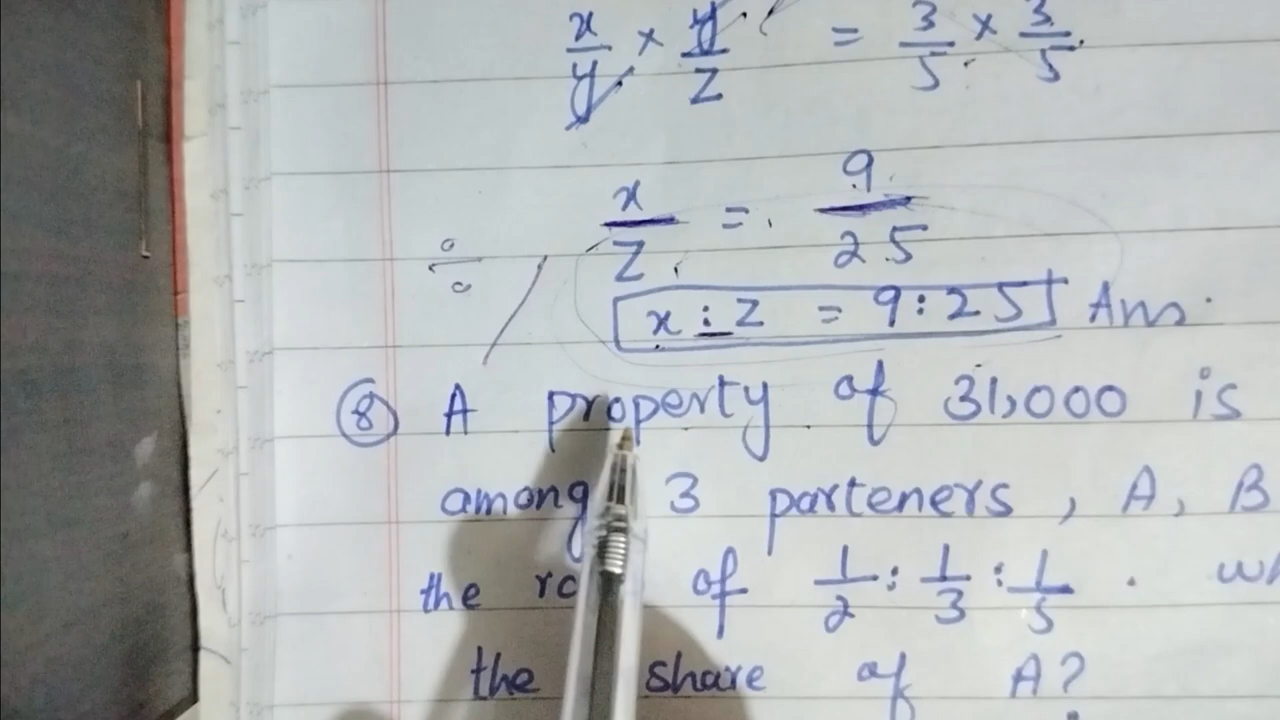 x/y × y/z = 3/5 × 3/5
x/z = 9/25
x : z = 9 : 25 Ans.
⑧ A property of 31,000 is
among 3 parteners, A, B
the of 1/2 : 1/3 : 1/5 .
the share of A?